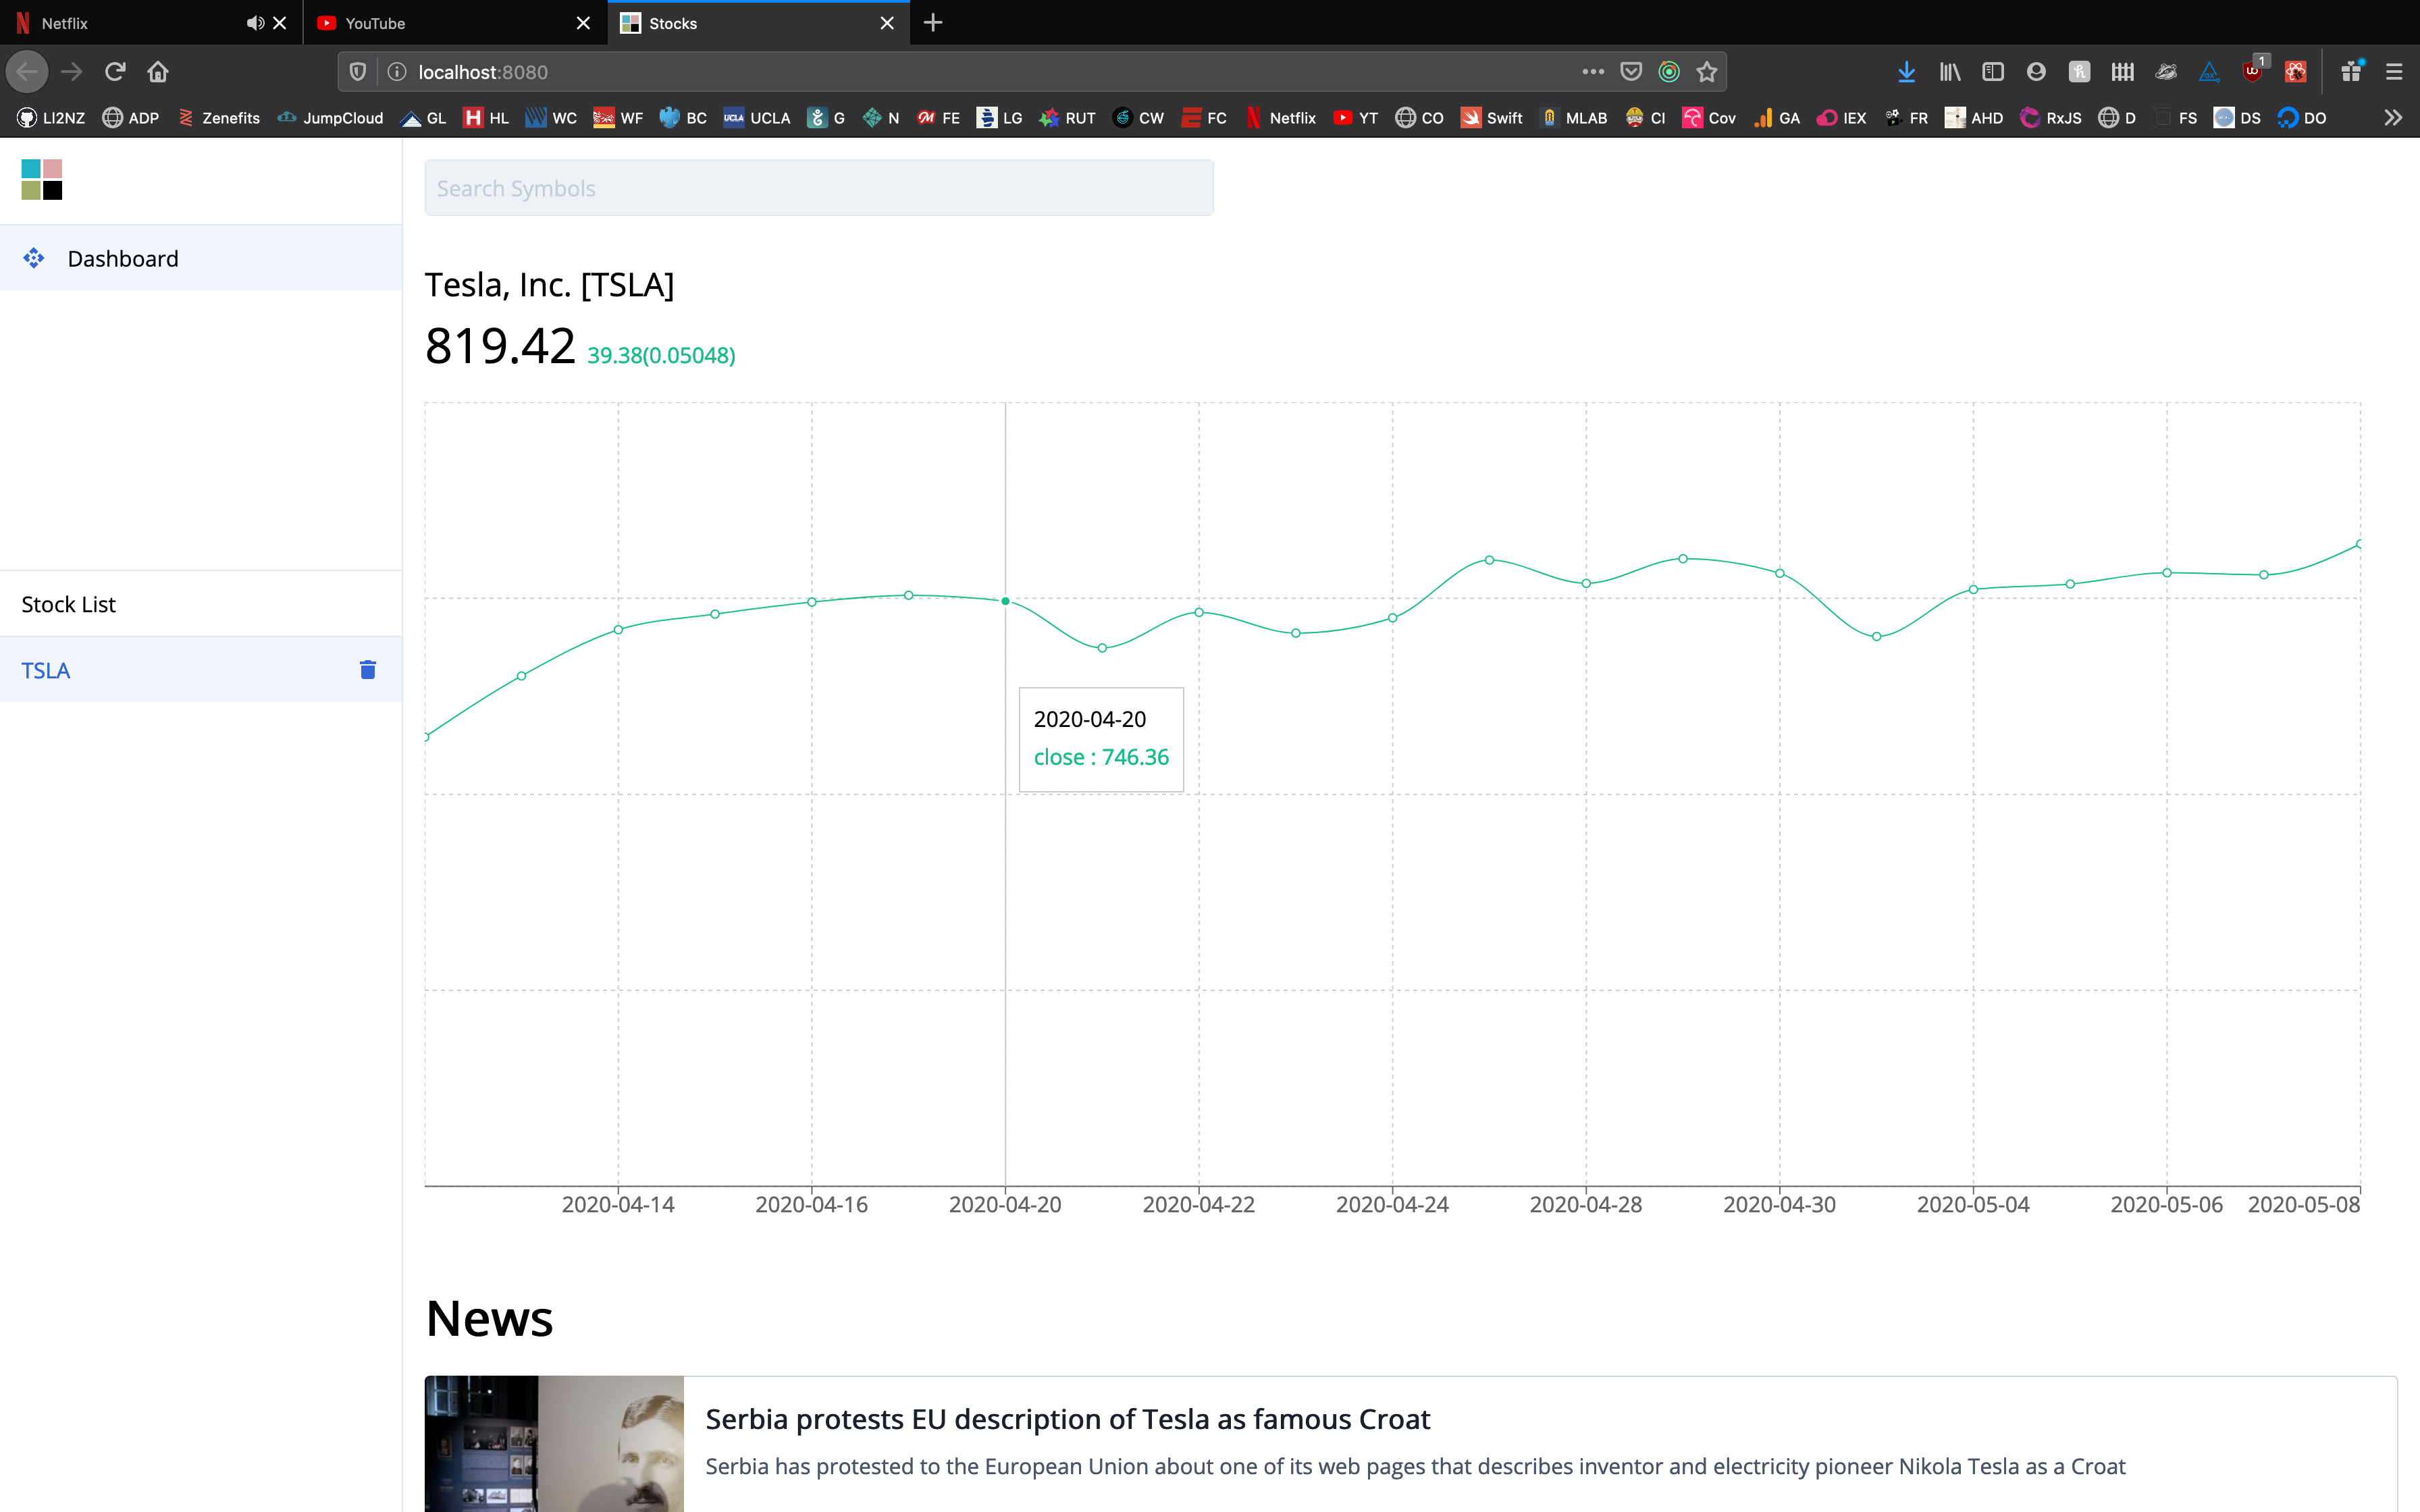 Netflix
YouTube
Stocks
localhost:8080
1
LI2NZ ADP Zenefits JumpCloud GL HL WC WF BC UCLA G N FE LG RUT CW FC Netflix YT CO Swift MLAB CI Cov GA IEX FR AHD RxJS D FS DS DO
Search Symbols
Dashboard
Stock List
TSLA
Tesla, Inc. [TSLA]
819.42 39.38(0.05048)
2020-04-20
close : 746.36
2020-04-14 2020-04-16 2020-04-20 2020-04-22 2020-04-24 2020-04-28 2020-04-30 2020-05-04 2020-05-06 2020-05-08
News
Serbia protests EU description of Tesla as famous Croat
Serbia has protested to the European Union about one of its web pages that describes inventor and electricity pioneer Nikola Tesla as a Croat